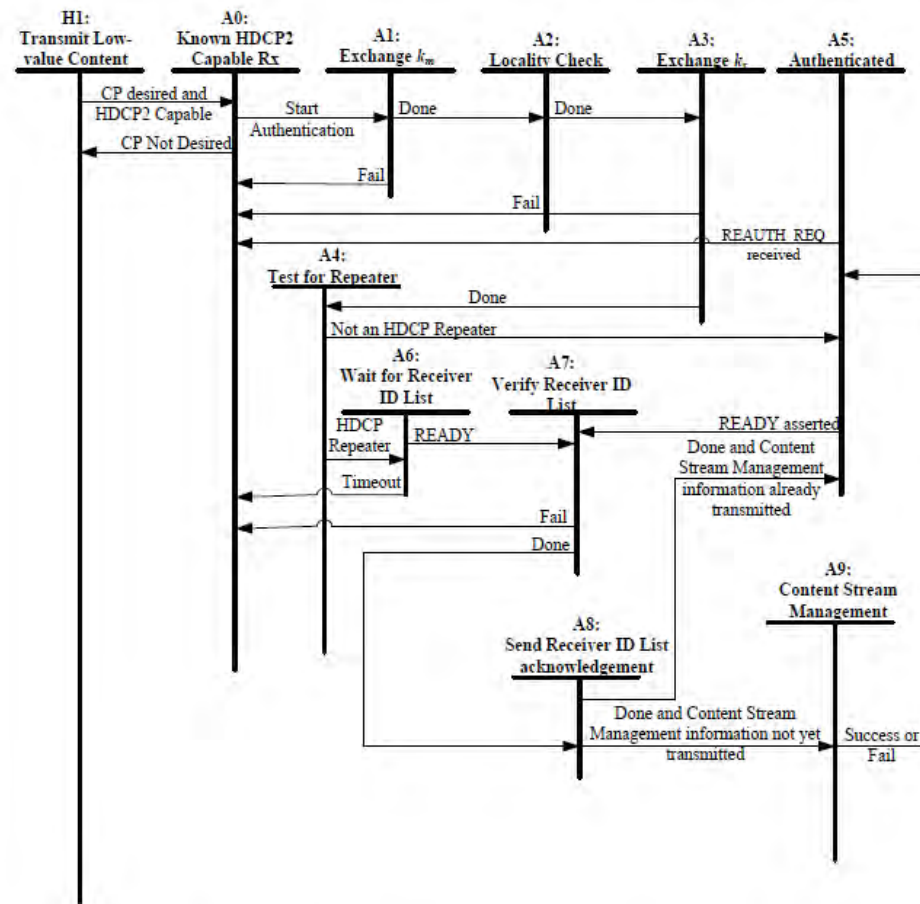 H1:
Transmit Low-
value Content
A0:
Known HDCP2
Capable Rx
A1:
Exchange km
A2:
Locality Check
A3:
Exchange ks
A5:
Authenticated
CP desired and
HDCP2 Capable
Start
Authentication
Done
Done
CP Not Desired
Fail
Fail
REAUTH_REQ
received
A4:
Test for Repeater
Done
Not an HDCP Repeater
A6:
Wait for Receiver
ID List
A7:
Verify Receiver ID
List
HDCP
Repeater
READY
READY asserted
Done and Content
Stream Management
information already
transmitted
Timeout
Fail
Done
A9:
Content Stream
Management
A8:
Send Receiver ID List
acknowledgement
Done and Content Stream
Management information not yet
transmitted
Success or
Fail